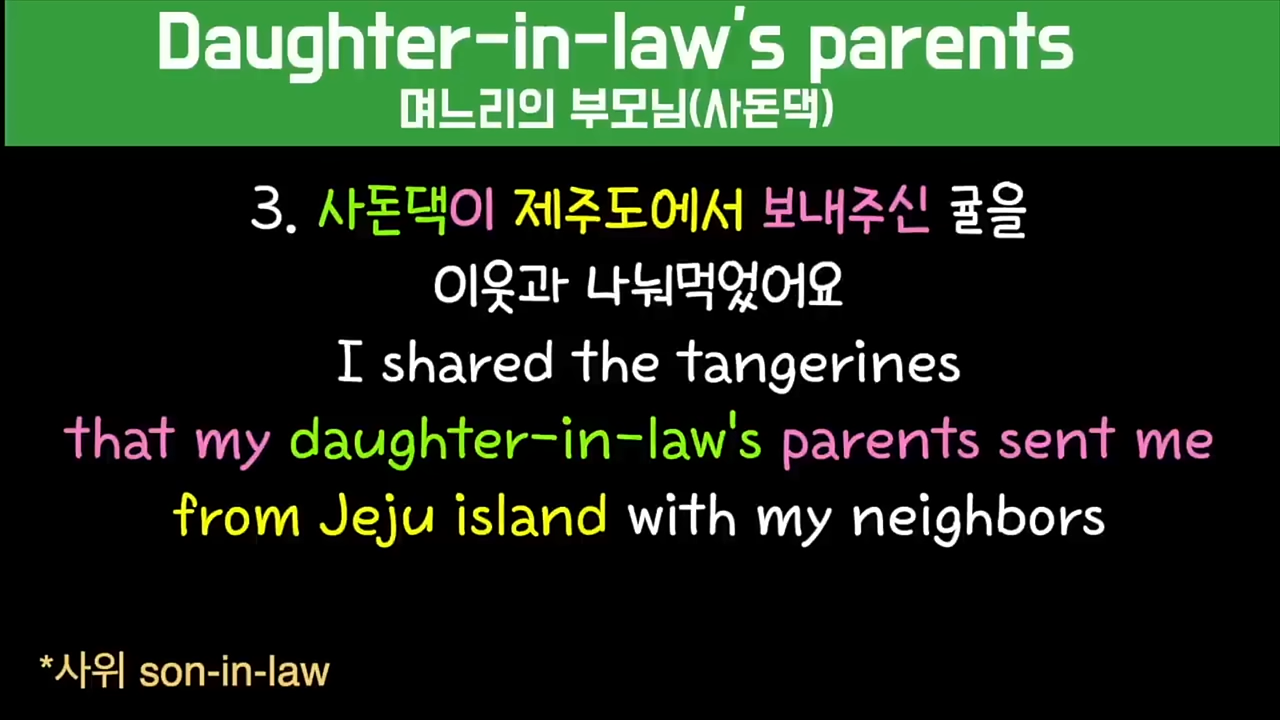 Daughter-in-law's parents
며느리의 부모님(사돈댁)
3. 사돈댁이 제주도에서 보내주신 귤을
이웃과 나눠먹었어요
I shared the tangerines
that my daughter-in-law's parents sent me
from Jeju island with my neighbors
*사위 son-in-law